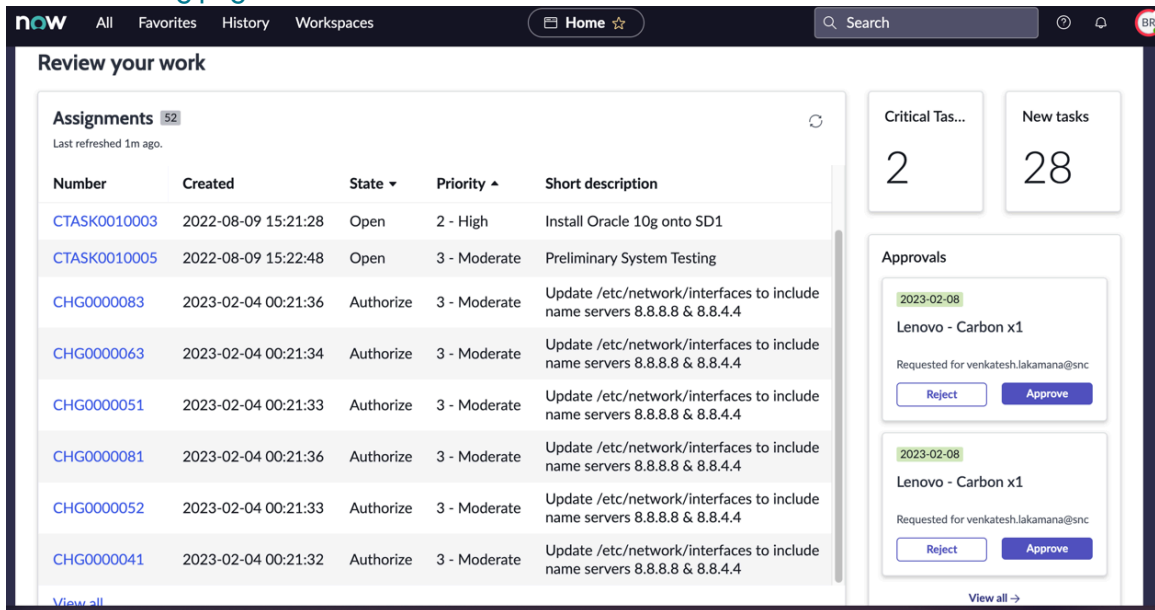 now All Favorites History Workspaces Home Search BR
Review your work
Assignments 52
Last refreshed 1m ago.
Number Created State Priority Short description
CTASK0010003 2022-08-09 15:21:28 Open 2 - High Install Oracle 10g onto SD1
CTASK0010005 2022-08-09 15:22:48 Open 3 - Moderate Preliminary System Testing
CHG0000083 2023-02-04 00:21:36 Authorize 3 - Moderate Update /etc/network/interfaces to include
name servers 8.8.8.8 & 8.8.4.4
CHG0000063 2023-02-04 00:21:34 Authorize 3 - Moderate Update /etc/network/interfaces to include
name servers 8.8.8.8 & 8.8.4.4
CHG0000051 2023-02-04 00:21:33 Authorize 3 - Moderate Update /etc/network/interfaces to include
name servers 8.8.8.8 & 8.8.4.4
CHG0000081 2023-02-04 00:21:36 Authorize 3 - Moderate Update /etc/network/interfaces to include
name servers 8.8.8.8 & 8.8.4.4
CHG0000052 2023-02-04 00:21:33 Authorize 3 - Moderate Update /etc/network/interfaces to include
name servers 8.8.8.8 & 8.8.4.4
CHG0000041 2023-02-04 00:21:32 Authorize 3 - Moderate Update /etc/network/interfaces to include
name servers 8.8.8.8 & 8.8.4.4
View all
Critical Tas...
2
New tasks
28
Approvals
2023-02-08
Lenovo - Carbon x1
Requested for venkatesh.lakamana@snc
Reject Approve
2023-02-08
Lenovo - Carbon x1
Requested for venkatesh.lakamana@snc
Reject Approve
View all →